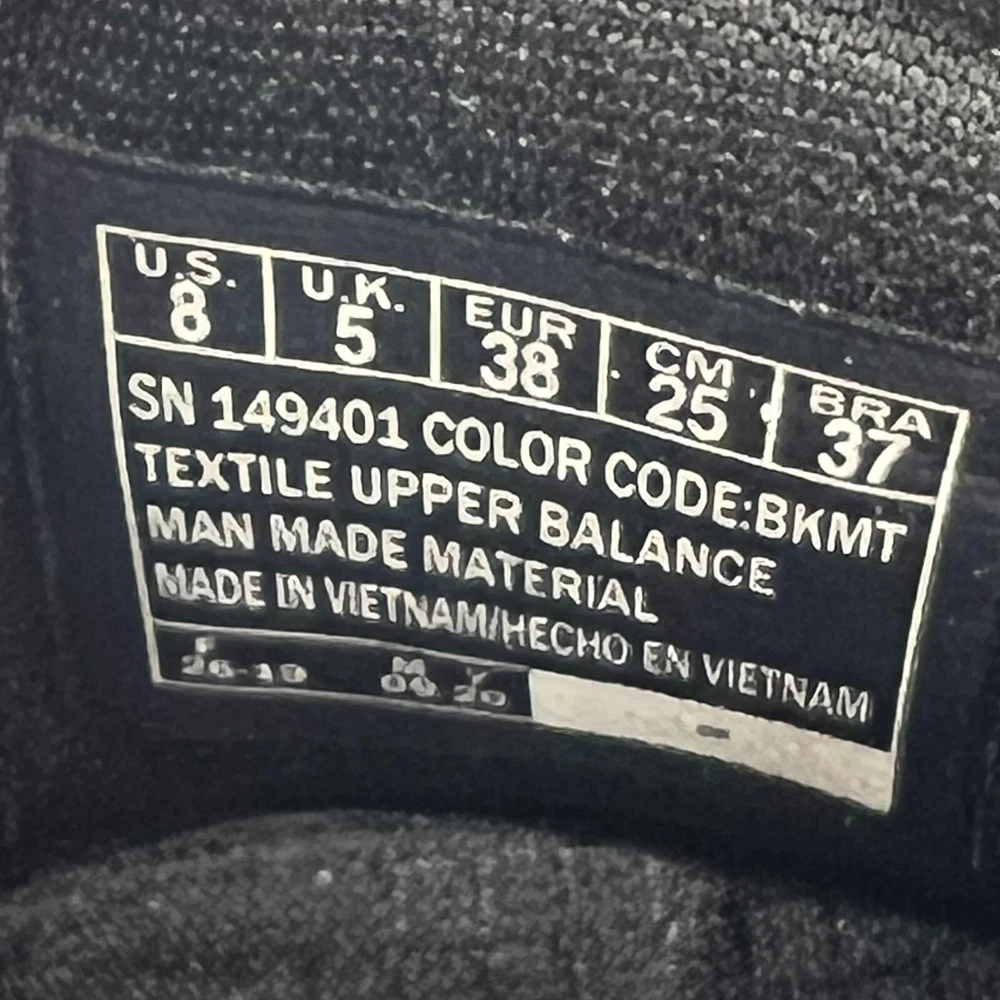 U.S. U.K. EUR CM BRA
8 5 38 25 37
SN 149401 COLOR CODE:BKMT
TEXTILE UPPER BALANCE
MAN MADE MATERIAL
MADE IN VIETNAM/HECHO EN VIETNAM
M Y